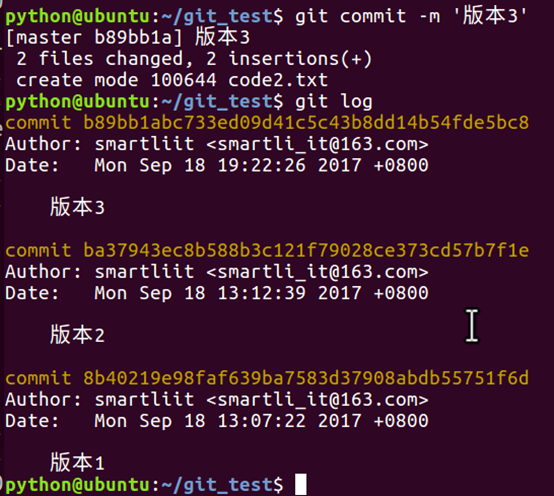 python@ubuntu:~/git_test$ git commit -m '版本3'
[master b89bb1a] 版本3
 2 files changed, 2 insertions(+)
 create mode 100644 code2.txt
python@ubuntu:~/git_test$ git log
commit b89bb1abc733ed09d41c5c43b8dd14b54fde5bc8
Author: smartliit <smartli_it@163.com>
Date:   Mon Sep 18 19:22:26 2017 +0800
    版本3
commit ba37943ec8b588b3c121f79028ce373cd57b7f1e
Author: smartliit <smartli_it@163.com>
Date:   Mon Sep 18 13:12:39 2017 +0800
    版本2
commit 8b40219e98faf639ba7583d37908abdb55751f6d
Author: smartliit <smartli_it@163.com>
Date:   Mon Sep 18 13:07:22 2017 +0800
    版本1
python@ubuntu:~/git_test$